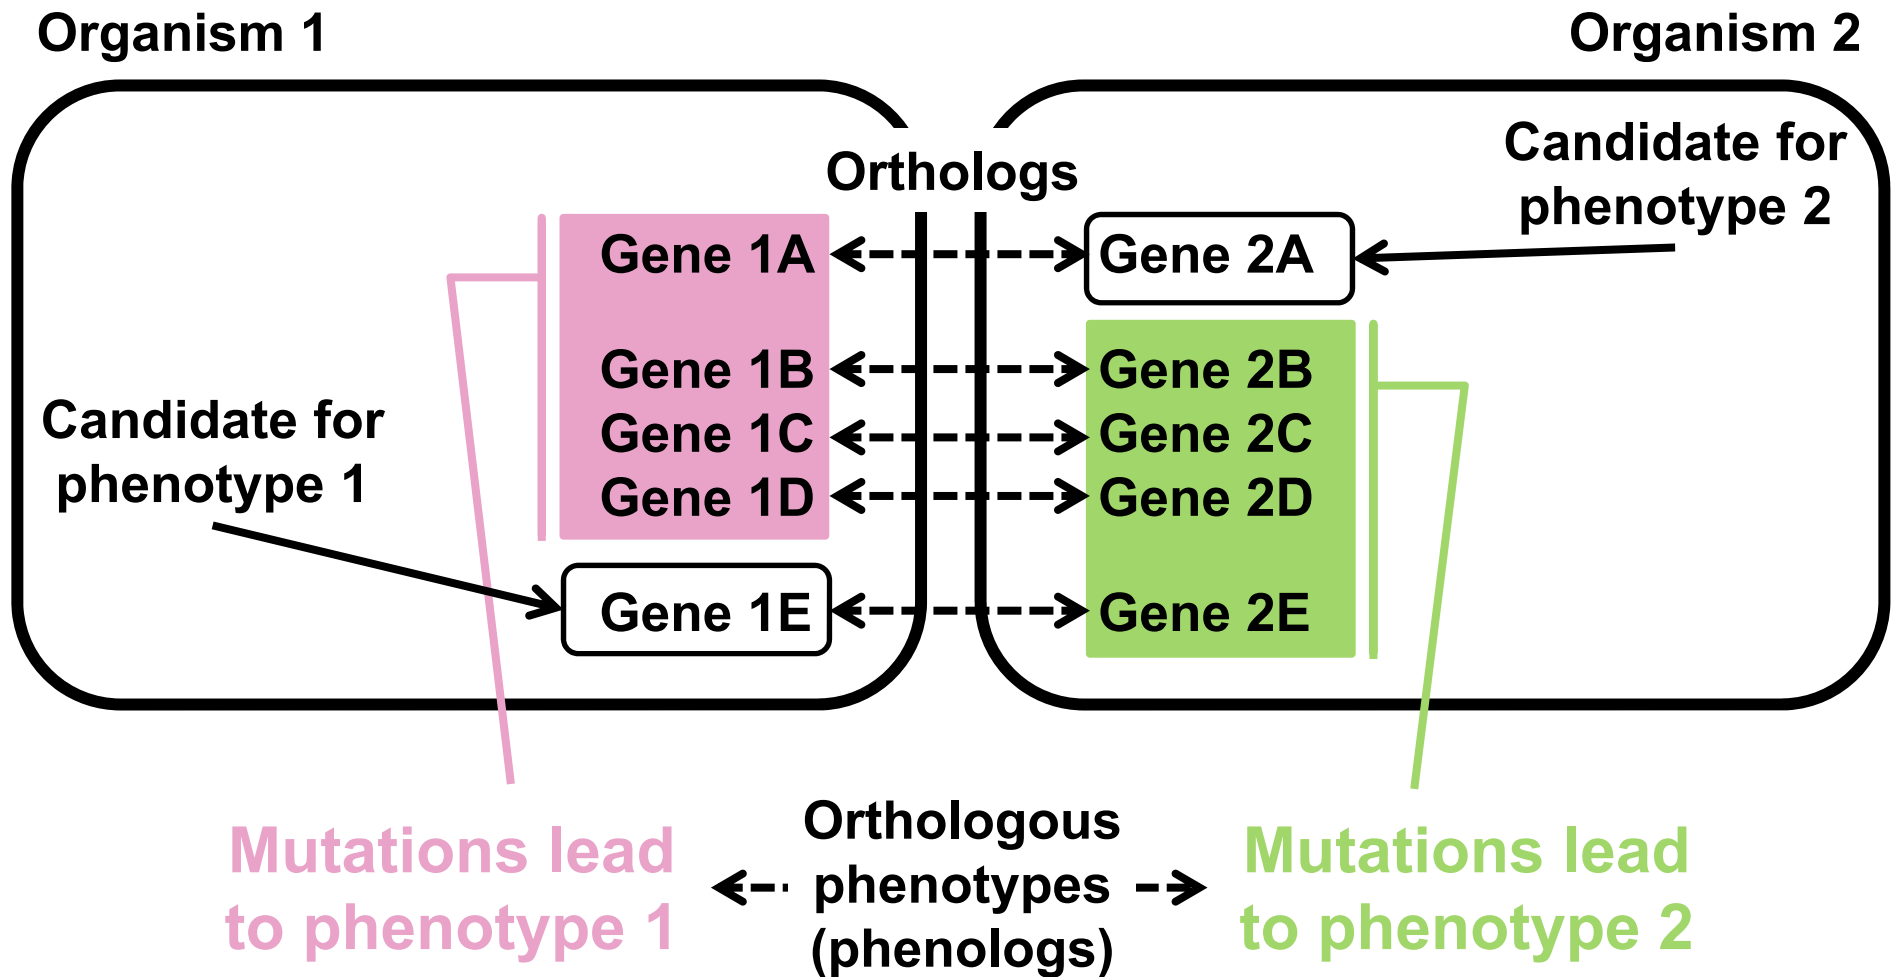 Organism 1
Organism 2
Orthologs
Candidate for
phenotype 2
Gene 1A
Gene 2A
Gene 1B
Gene 2B
Candidate for
phenotype 1
Gene 1C
Gene 2C
Gene 1D
Gene 2D
Gene 1E
Gene 2E
Mutations lead
to phenotype 1
Orthologous
phenotypes
(phenologs)
Mutations lead
to phenotype 2